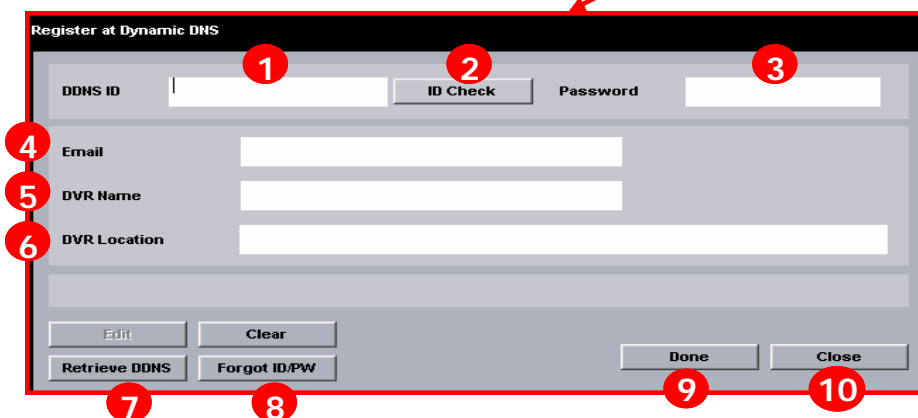 Register at Dynamic DNS
1 2 3
DDNS ID ID Check Password
4 Email
5 DVR Name
6 DVR Location
Edit Clear
Retrieve DDNS Forgot ID/PW Done Close
7 8 9 10